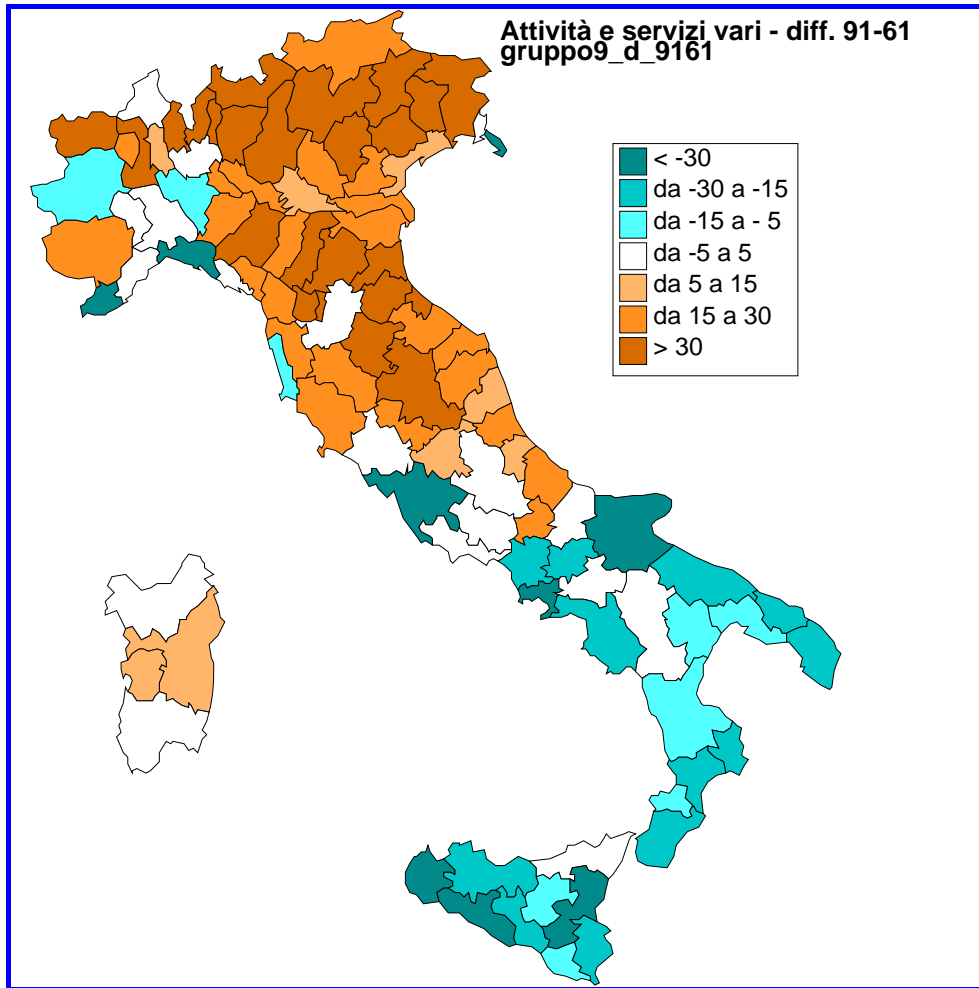 Attività e servizi vari - diff. 91-61
gruppo9_d_9161
< -30
da -30 a -15
da -15 a - 5
da -5 a 5
da 5 a 15
da 15 a 30
> 30